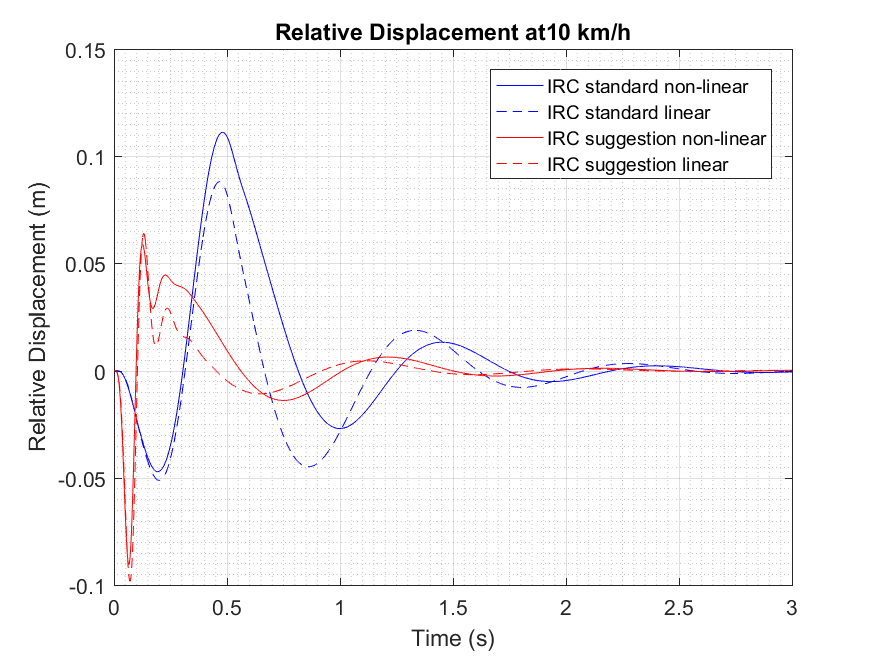 Relative Displacement at10 km/h
0.15
0.1
0.05
0
-0.05
-0.1
Relative Displacement (m)
IRC standard non-linear
IRC standard linear
IRC suggestion non-linear
IRC suggestion linear
0
0.5
1
1.5
2
2.5
3
Time (s)